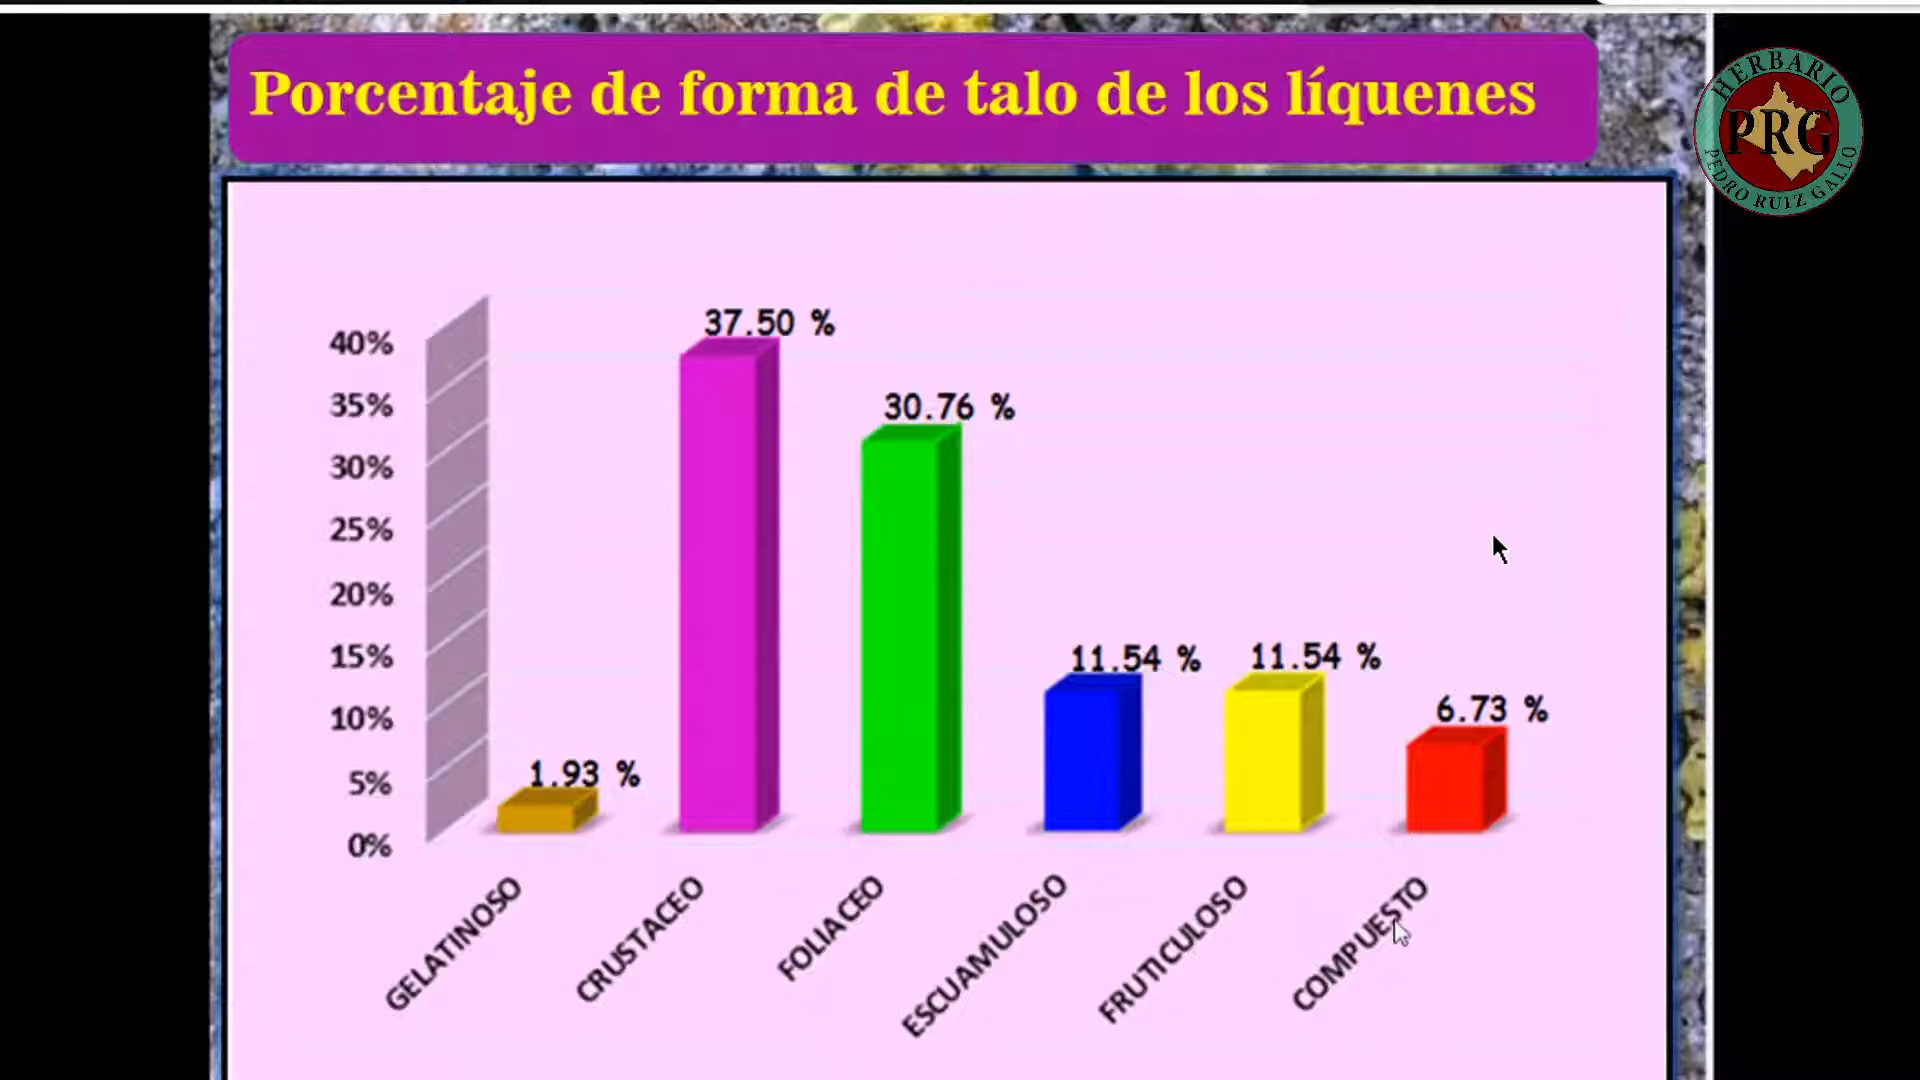 Porcentaje de forma de talo de los líquenes
HERBARIO
PRG
PEDRO RUIZ GALLO
40%
35%
30%
25%
20%
15%
10%
5%
0%
1.93 %
37.50 %
30.76 %
11.54 %
11.54 %
6.73 %
GELATINOSO
CRUSTACEO
FOLIACEO
ESCUAMULOSO
FRUTICULOSO
COMPUESTO